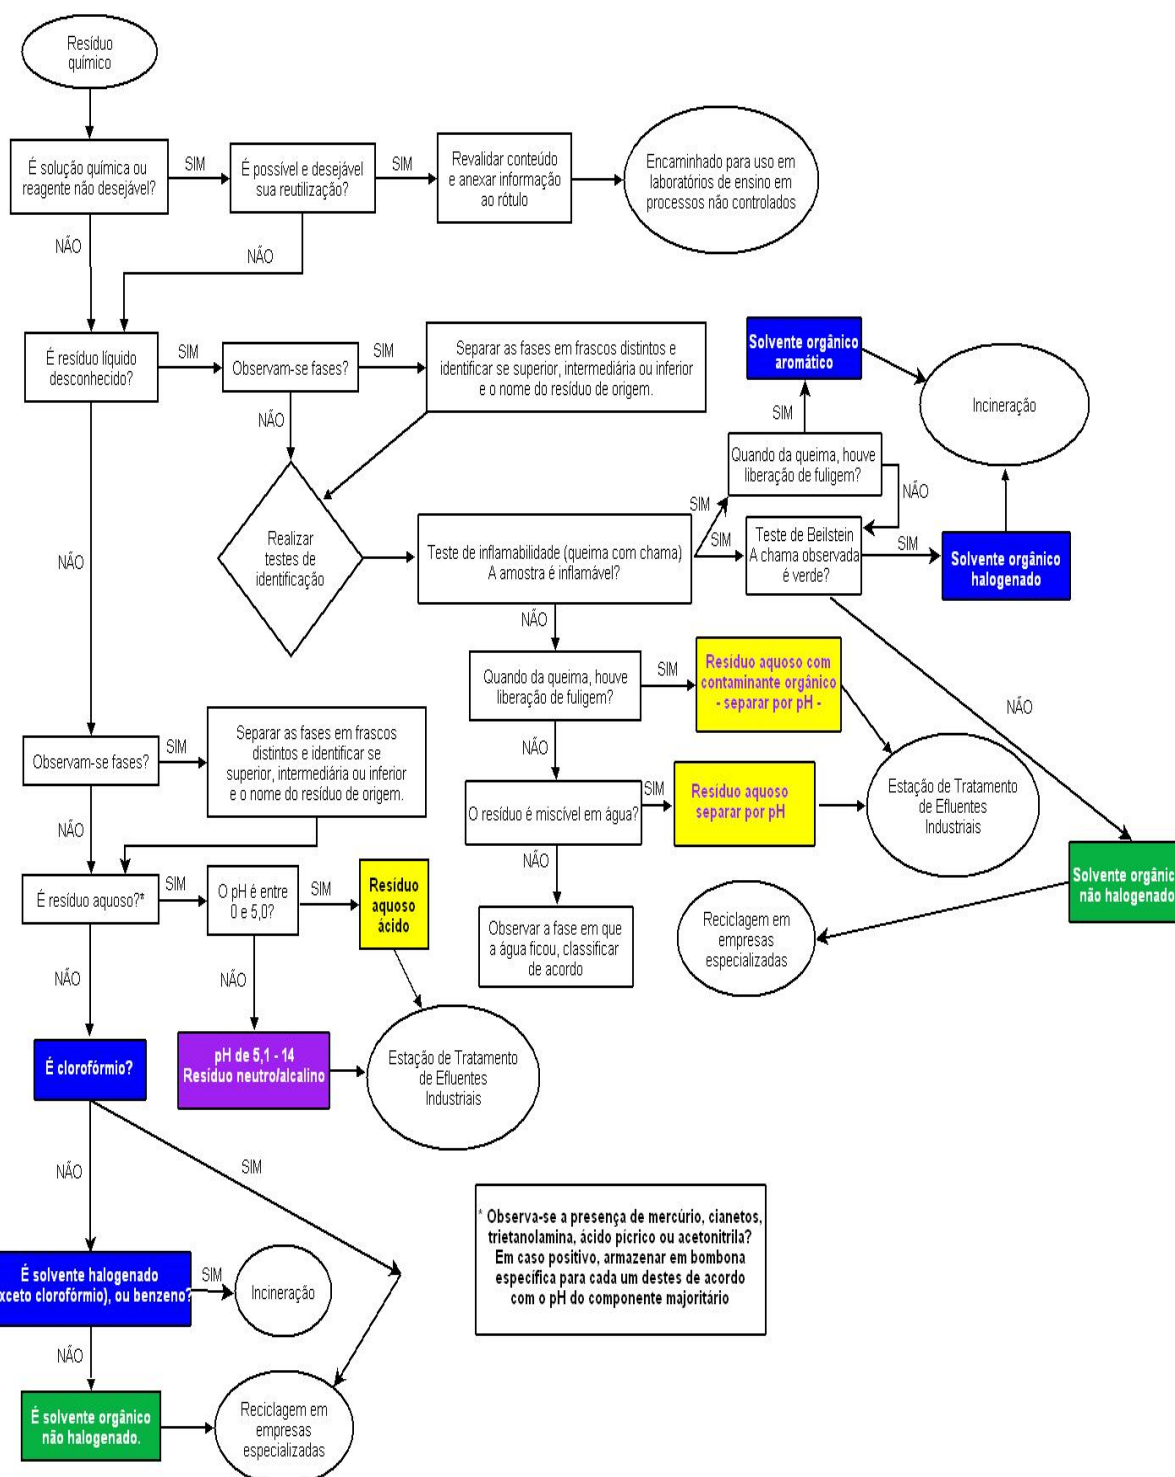 Resíduo
químico
É solução química ou
reagente não desejável?
SIM
É possível e desejável
sua reutilização?
SIM
Revalidar conteúdo
e anexar informação
ao rótulo
Encaminhado para uso em
laboratórios de ensino em
processos não controlados
NÃO
NÃO
É resíduo líquido
desconhecido?
SIM
Observam-se fases?
SIM
Separar as fases em frascos distintos e
identificar se superior, intermediária ou inferior
e o nome do resíduo de origem.
NÃO
Solvente orgânico
aromático
Incineração
SIM
Quando da queima, houve
liberação de fuligem?
NÃO
SIM
Realizar
testes de
identificação
Teste de inflamabilidade (queima com chama)
A amostra é inflamável?
SIM
Teste de Beilstein
A chama observada
é verde?
SIM
Solvente orgânico
halogenado
NÃO
NÃO
NÃO
Quando da queima, houve
liberação de fuligem?
SIM
Resíduo aquoso com
contaminante orgânico
- separar por pH -
NÃO
O resíduo é miscível em água?
SIM
Resíduo aquoso
separar por pH
Estação de Tratamento
de Efluentes
Industriais
NÃO
Observar a fase em que
a água ficou, classificar
de acordo
Solvente orgânic
não halogenado
Reciclagem em
empresas
especializadas
Observam-se fases?
SIM
Separar as fases em frascos
distintos e identificar se
superior, intermediária ou inferior
e o nome do resíduo de origem.
NÃO
É resíduo aquoso?*
SIM
O pH é entre
0 e 5,0?
SIM
Resíduo
aquoso
ácido
NÃO
NÃO
É clorofórmio?
pH de 5,1 - 14
Resíduo neutro/alcalino
Estação de Tratamento
de Efluentes
Industriais
NÃO
SIM
É solvente halogenado
xceto clorofórmio), ou benzeno?
SIM
Incineração
NÃO
É solvente orgânico
não halogenado.
Reciclagem em
empresas
especializadas
* Observa-se a presença de mercúrio, cianetos,
trietanolamina, ácido pícrico ou acetonitrila?
Em caso positivo, armazenar em bombona
específica para cada um destes de acordo
com o pH do componente majoritário